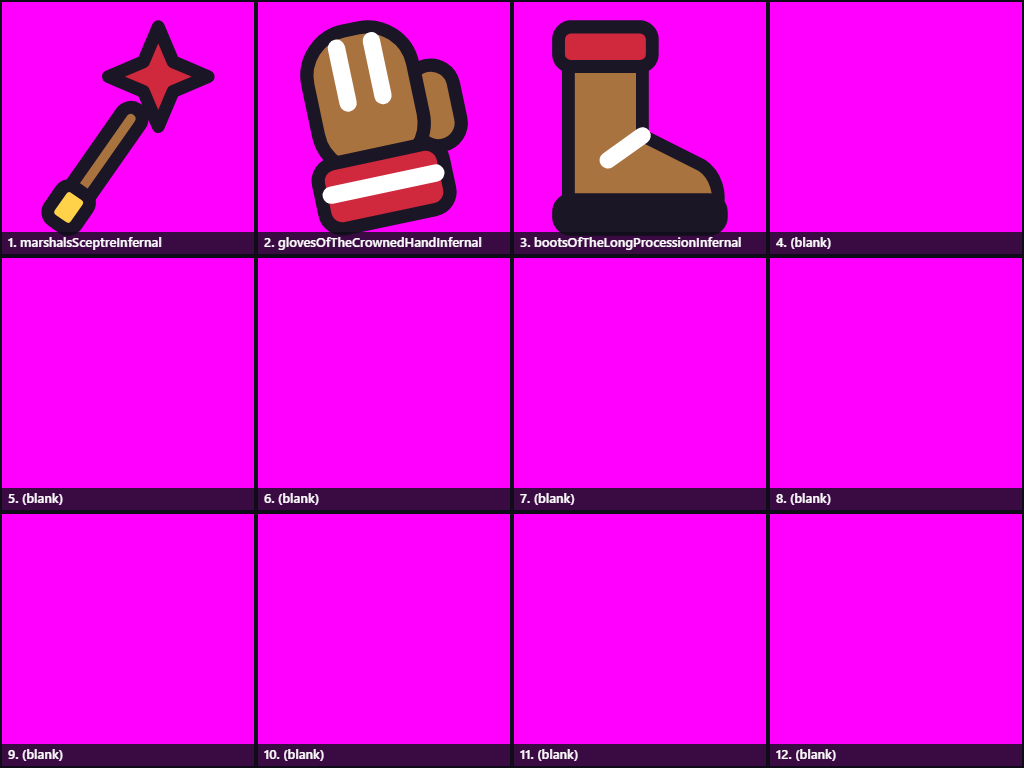 1. marshalsSceptreInfernal
2. glovesOfTheCrownedHandInfernal
3. bootsOfTheLongProcessionInfernal
4. (blank)
5. (blank)
6. (blank)
7. (blank)
8. (blank)
9. (blank)
10. (blank)
11. (blank)
12. (blank)